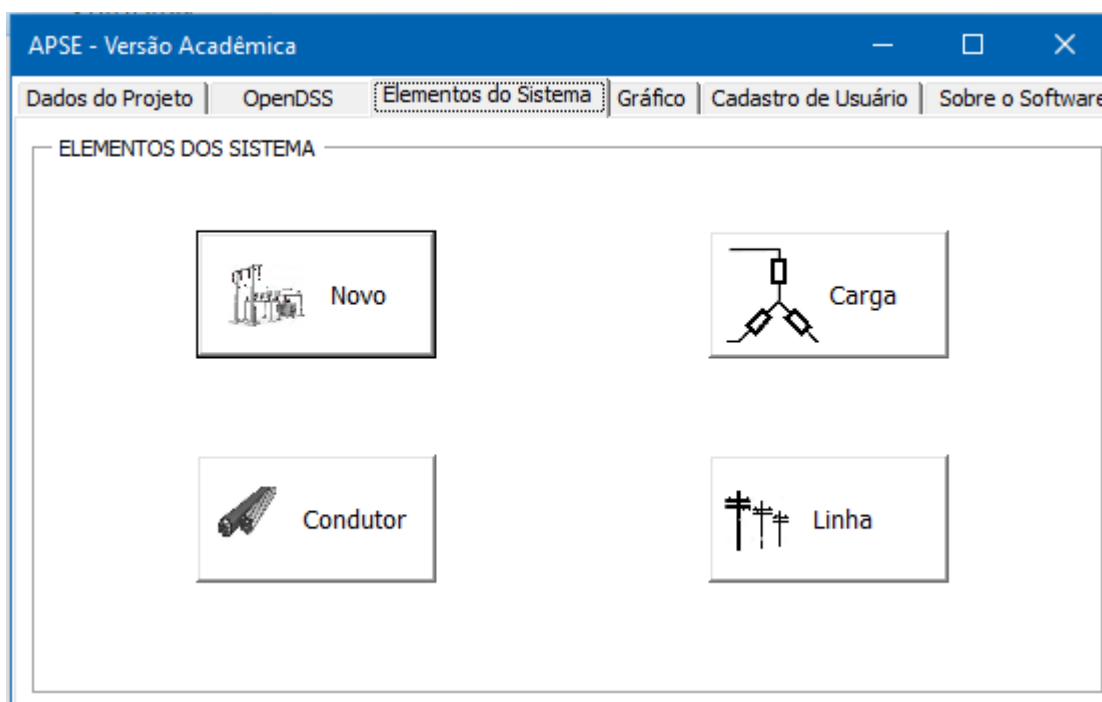 APSE - Versão Acadêmica
Dados do Projeto OpenDSS Elementos do Sistema Gráfico Cadastro de Usuário Sobre o Software
ELEMENTOS DOS SISTEMA
Novo Carga
Condutor Linha